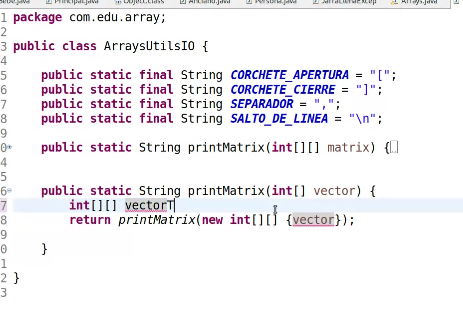 Bebe.java Principal.java Object.class Anciano.java Persona.java Arrays.java
1 package com.edu.array;
2
3 public class ArraysUtilsIO {
4
5 public static final String CORCHETE_APERTURA = "[";
6 public static final String CORCHETE_CIERRE = "]";
7 public static final String SEPARADOR = ",";
8 public static final String SALTO_DE_LINEA = "\n";
9
0 public static String printMatrix(int[][] matrix) {
5
6 public static String printMatrix(int[] vector) {
7 int[][] vectorT
8 return printMatrix(new int[][] {vector});
9
0 }
1
2 }
3